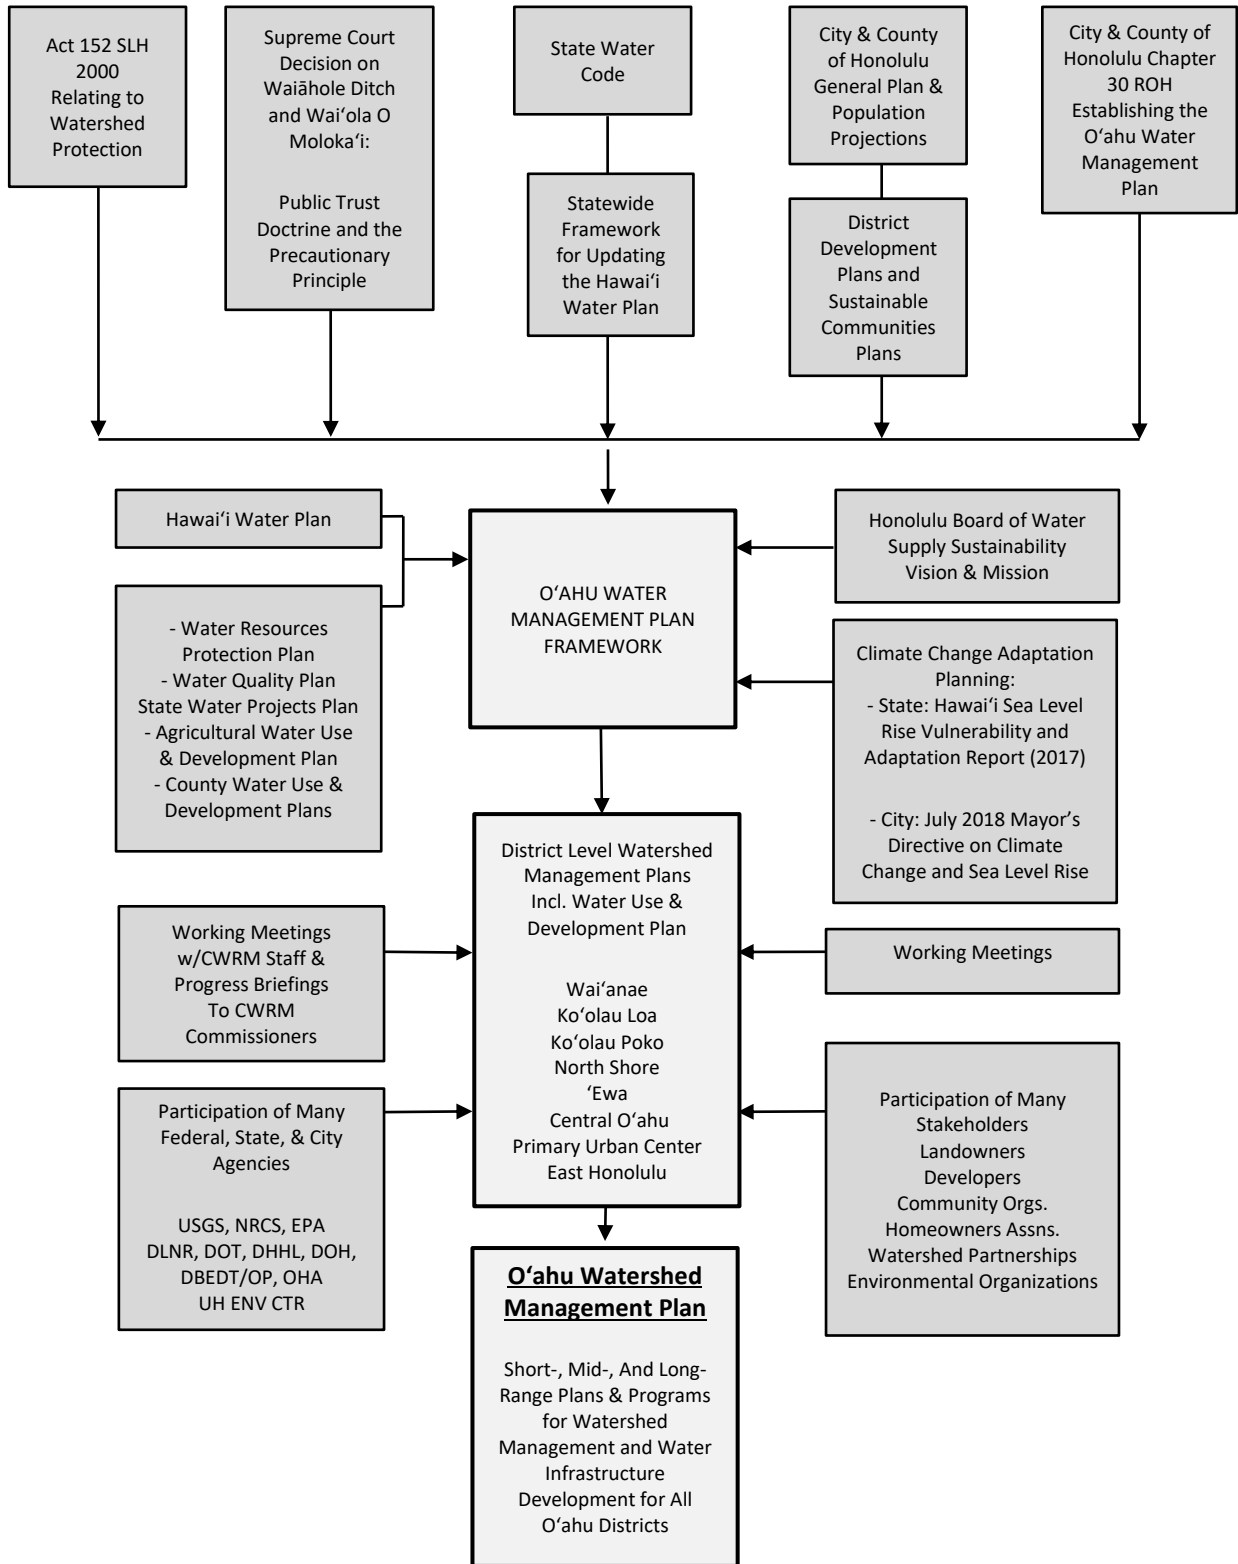 Act 152 SLH
2000
Relating to
Watershed
Protection
Supreme Court
Decision on
Waiāhole Ditch
and Waiʻola O
Molokaʻi:
Public Trust
Doctrine and the
Precautionary
Principle
State Water
Code
Statewide
Framework
for Updating
the Hawaiʻi
Water Plan
City & County
of Honolulu
General Plan &
Population
Projections
District
Development
Plans and
Sustainable
Communities
Plans
City & County of
Honolulu Chapter
30 ROH
Establishing the
Oʻahu Water
Management
Plan
Hawaiʻi Water Plan
- Water Resources
Protection Plan
- Water Quality Plan
State Water Projects Plan
- Agricultural Water Use
& Development Plan
- County Water Use &
Development Plans
OʻAHU WATER
MANAGEMENT PLAN
FRAMEWORK
Honolulu Board of Water
Supply Sustainability
Vision & Mission
Climate Change Adaptation
Planning:
- State: Hawaiʻi Sea Level
Rise Vulnerability and
Adaptation Report (2017)
- City: July 2018 Mayor’s
Directive on Climate
Change and Sea Level Rise
Working Meetings
w/CWRM Staff &
Progress Briefings
To CWRM
Commissioners
Participation of Many
Federal, State, & City
Agencies
USGS, NRCS, EPA
DLNR, DOT, DHHL, DOH,
DBEDT/OP, OHA
UH ENV CTR
District Level Watershed
Management Plans
Incl. Water Use &
Development Plan
Waiʻanae
Koʻolau Loa
Koʻolau Poko
North Shore
ʻEwa
Central Oʻahu
Primary Urban Center
East Honolulu
Working Meetings
Participation of Many
Stakeholders
Landowners
Developers
Community Orgs.
Homeowners Assns.
Watershed Partnerships
Environmental Organizations
Oʻahu Watershed
Management Plan
Short-, Mid-, And Long-
Range Plans & Programs
for Watershed
Management and Water
Infrastructure
Development for All
Oʻahu Districts